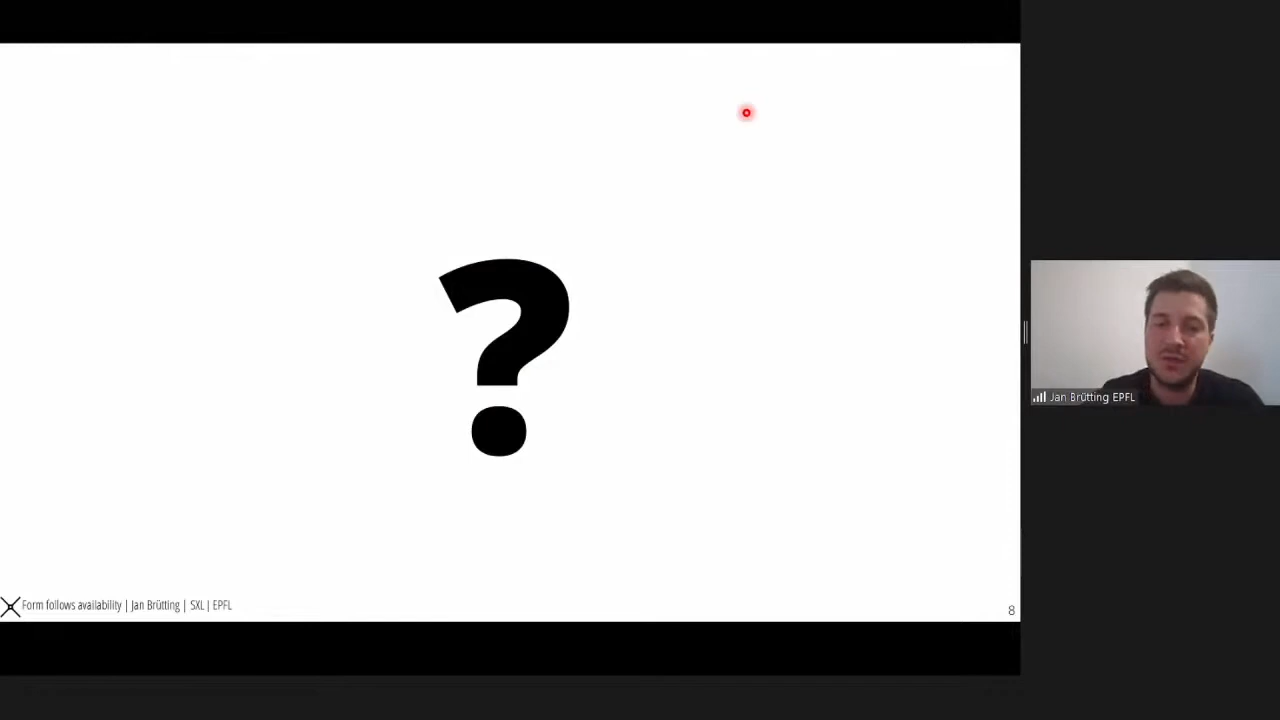 ?
Jan Brütting EPFL
Form follows availability | Jan Brütting | SXL | EPFL
8